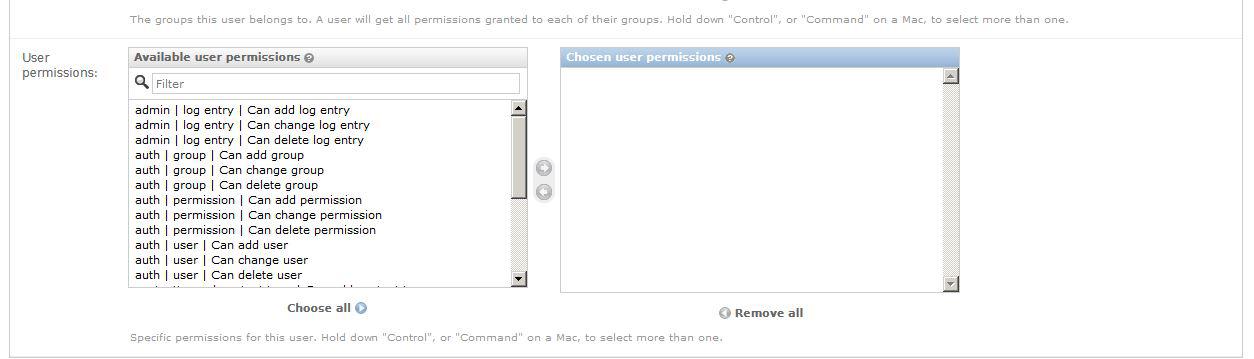 The groups this user belongs to. A user will get all permissions granted to each of their groups. Hold down "Control", or "Command" on a Mac, to select more than one.
User permissions:
Available user permissions
Filter
admin | log entry | Can add log entry
admin | log entry | Can change log entry
admin | log entry | Can delete log entry
auth | group | Can add group
auth | group | Can change group
auth | group | Can delete group
auth | permission | Can add permission
auth | permission | Can change permission
auth | permission | Can delete permission
auth | user | Can add user
auth | user | Can change user
auth | user | Can delete user
Choose all
Chosen user permissions
Remove all
Specific permissions for this user. Hold down "Control", or "Command" on a Mac, to select more than one.